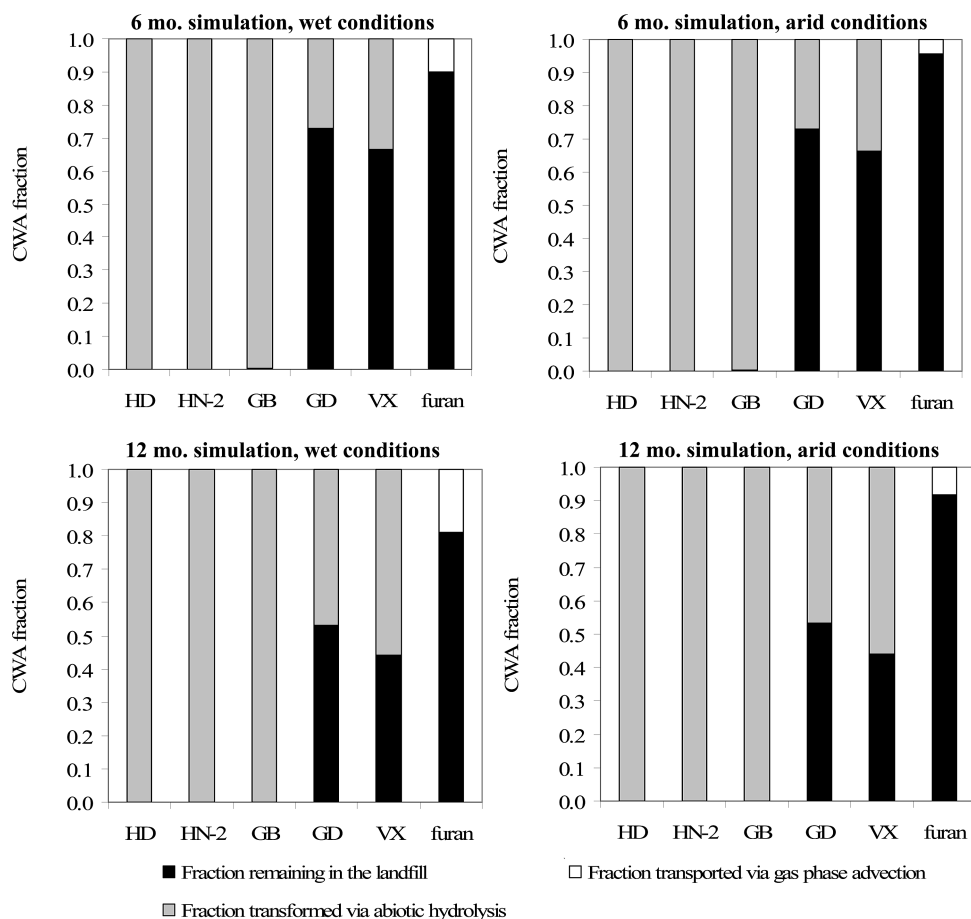 6 mo. simulation, wet conditions
1.0
0.9
0.8
0.7
0.6
0.5
0.4
0.3
0.2
0.1
0.0
CWA fraction
HD HN-2 GB GD VX furan
6 mo. simulation, arid conditions
1.0
0.9
0.8
0.7
0.6
0.5
0.4
0.3
0.2
0.1
0.0
CWA fraction
HD HN-2 GB GD VX furan
12 mo. simulation, wet conditions
1.0
0.9
0.8
0.7
0.6
0.5
0.4
0.3
0.2
0.1
0.0
CWA fraction
HD HN-2 GB GD VX furan
12 mo. simulation, arid conditions
1.0
0.9
0.8
0.7
0.6
0.5
0.4
0.3
0.2
0.1
0.0
CWA fraction
HD HN-2 GB GD VX furan
Fraction remaining in the landfill
Fraction transported via gas phase advection
Fraction transformed via abiotic hydrolysis